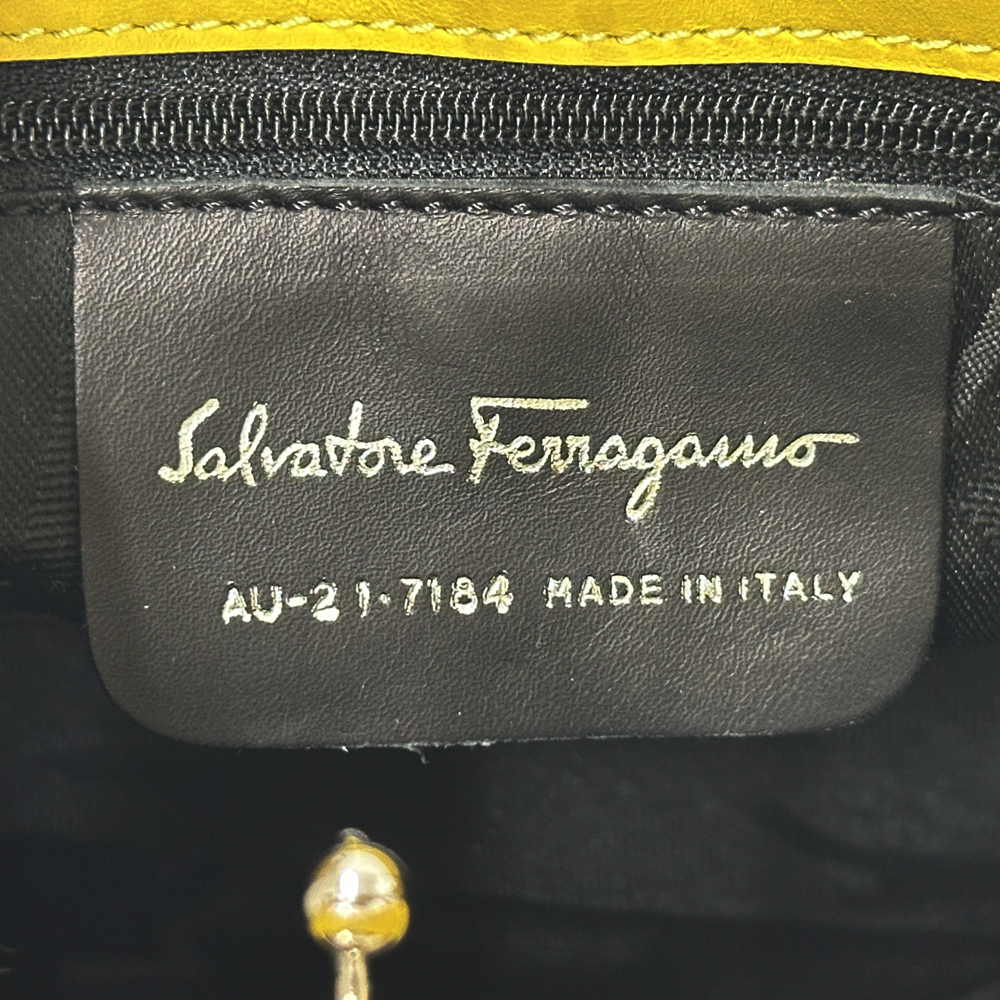 Salvatore Ferragamo
AU-21·7184 MADE IN ITALY